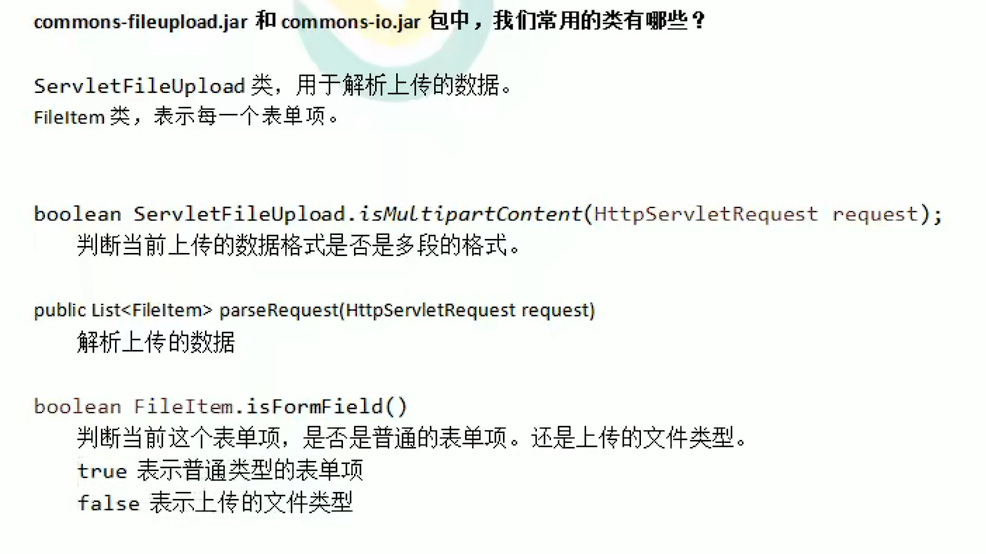 commons-fileupload.jar 和 commons-io.jar 包中，我们常用的类有哪些？
ServletFileUpload 类，用于解析上传的数据。
FileItem 类，表示每一个表单项。
boolean ServletFileUpload.isMultipartContent(HttpServletRequest request);
判断当前上传的数据格式是否是多段的格式。
public List<FileItem> parseRequest(HttpServletRequest request)
解析上传的数据
boolean FileItem.isFormField()
判断当前这个表单项，是否是普通的表单项。还是上传的文件类型。
true 表示普通类型的表单项
false 表示上传的文件类型